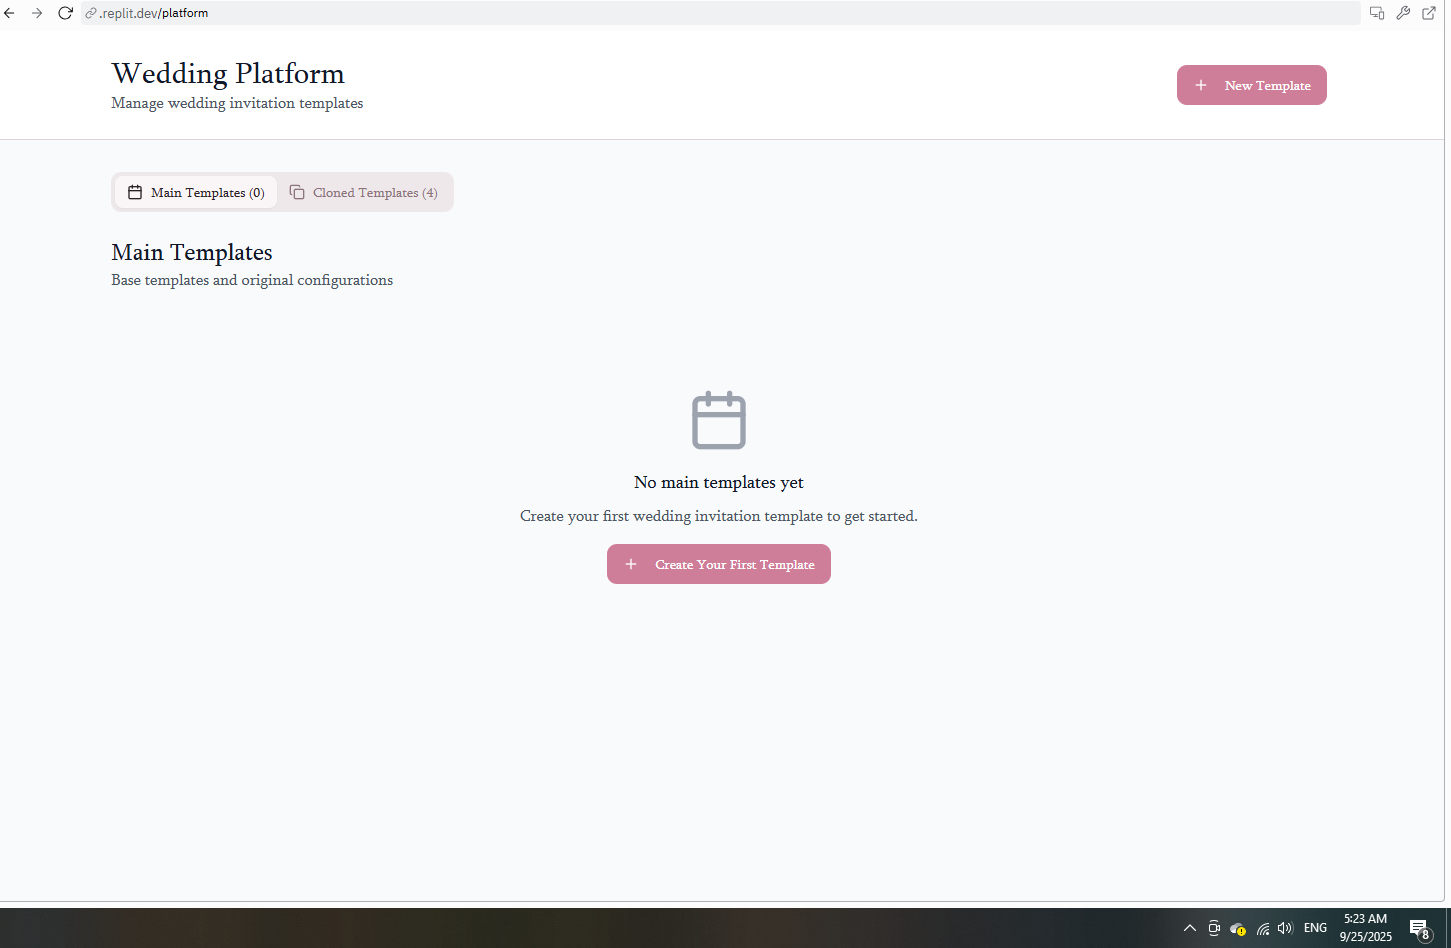 .replit.dev/platform
Wedding Platform
Manage wedding invitation templates
New Template
Main Templates (0)
Cloned Templates (4)
Main Templates
Base templates and original configurations
No main templates yet
Create your first wedding invitation template to get started.
Create Your First Template
ENG
5:23 AM
9/25/2025
8